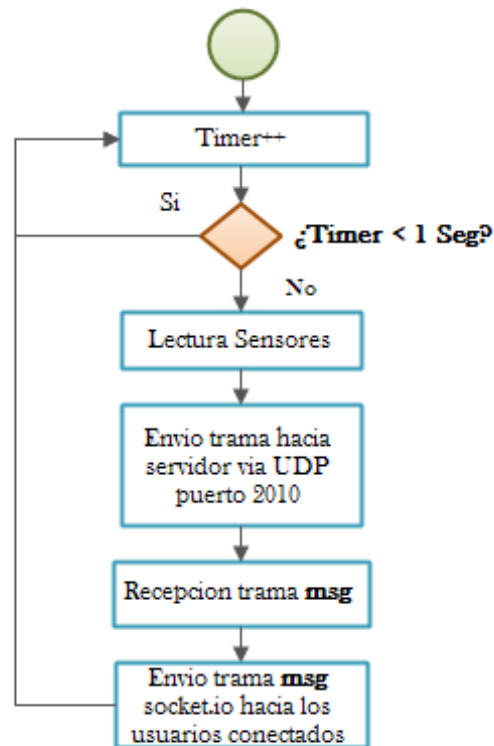 Timer++
Si
¿Timer < 1 Seg?
No
Lectura Sensores
Envio trama hacia
servidor via UDP
puerto 2010
Recepcion trama msg
Envio trama msg
socket.io hacia los
usuarios conectados